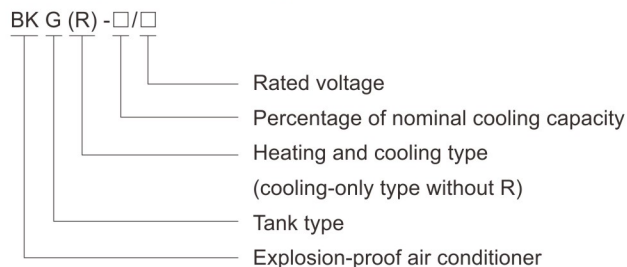 BK G (R) -□/□
Rated voltage
Percentage of nominal cooling capacity
Heating and cooling type
(cooling-only type without R)
Tank type
Explosion-proof air conditioner